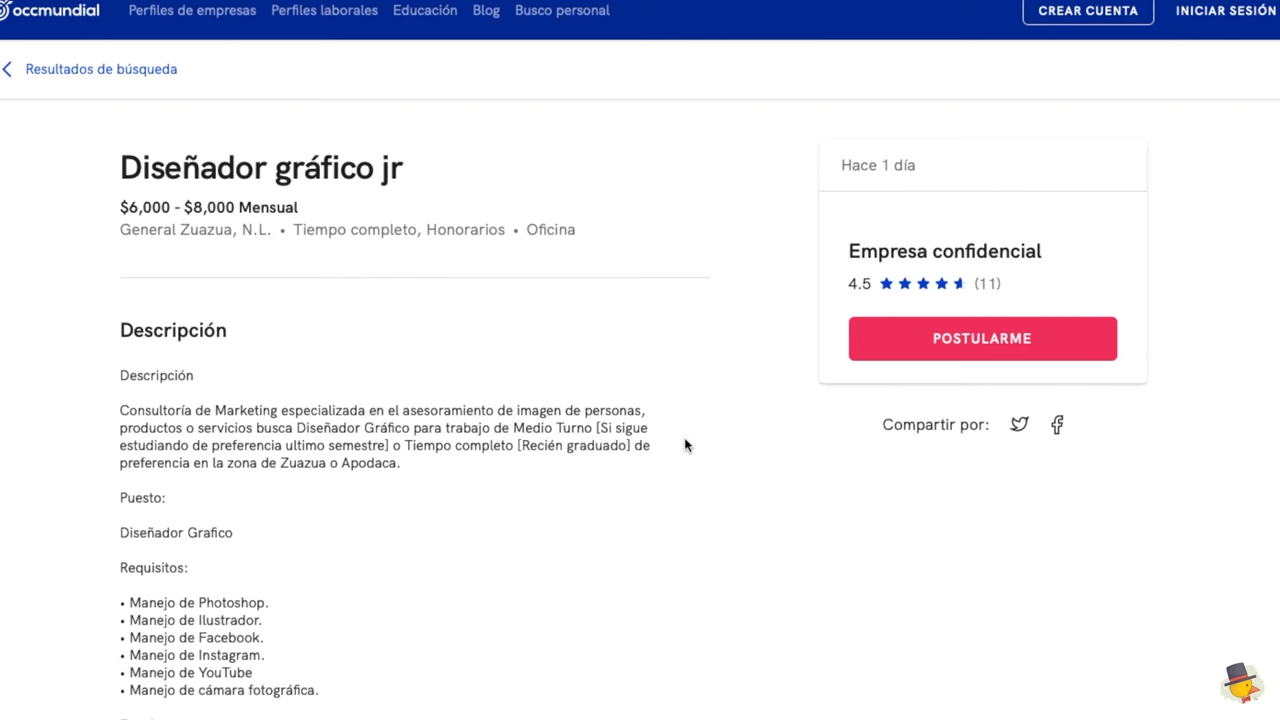 occmundial Perfiles de empresas Perfiles laborales Educación Blog Busco personal CREAR CUENTA INICIAR SESIÓN
Resultados de búsqueda
Diseñador gráfico jr
$6,000 - $8,000 Mensual
General Zuazua, N.L. • Tiempo completo, Honorarios • Oficina
Descripción
Descripción
Consultoría de Marketing especializada en el asesoramiento de imagen de personas,
productos o servicios busca Diseñador Gráfico para trabajo de Medio Turno [Si sigue
estudiando de preferencia ultimo semestre] o Tiempo completo [Recién graduado] de
preferencia en la zona de Zuazua o Apodaca.
Puesto:
Diseñador Grafico
Requisitos:
• Manejo de Photoshop.
• Manejo de Ilustrador.
• Manejo de Facebook.
• Manejo de Instagram.
• Manejo de YouTube
• Manejo de cámara fotográfica.
Hace 1 día
Empresa confidencial
4.5 (11)
POSTULARME
Compartir por: